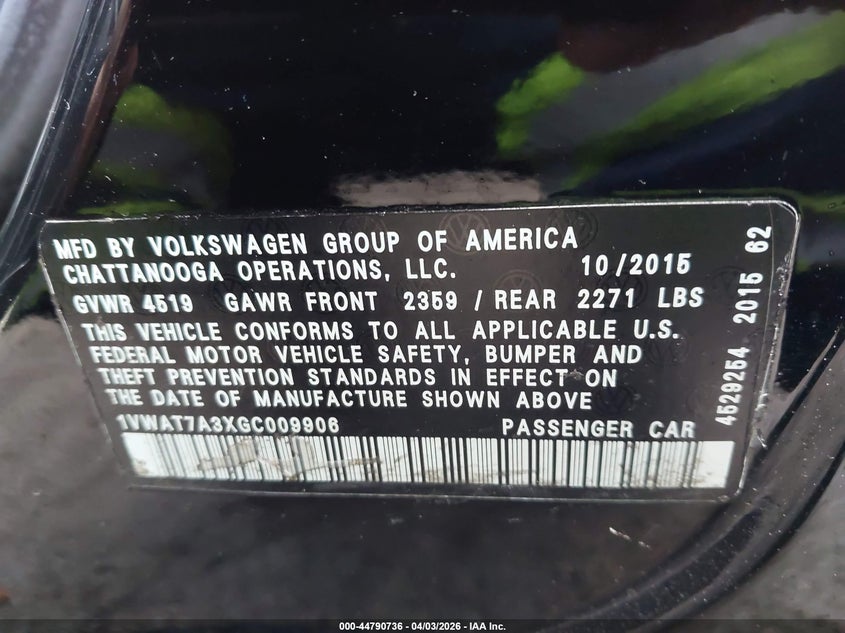 MFD BY VOLKSWAGEN GROUP OF AMERICA
CHATTANOOGA OPERATIONS, LLC. 10/2015
GVWR 4519 GAWR FRONT 2359 / REAR 2271 LBS
THIS VEHICLE CONFORMS TO ALL APPLICABLE U.S.
FEDERAL MOTOR VEHICLE SAFETY, BUMPER AND
THEFT PREVENTION STANDARDS IN EFFECT ON
THE DATE OF MANUFACTURE SHOWN ABOVE
1VWAT7A3XGC009906 PASSENGER CAR
4529254 2015 62
000-44790736 - 04/03/2026 - IAA Inc.